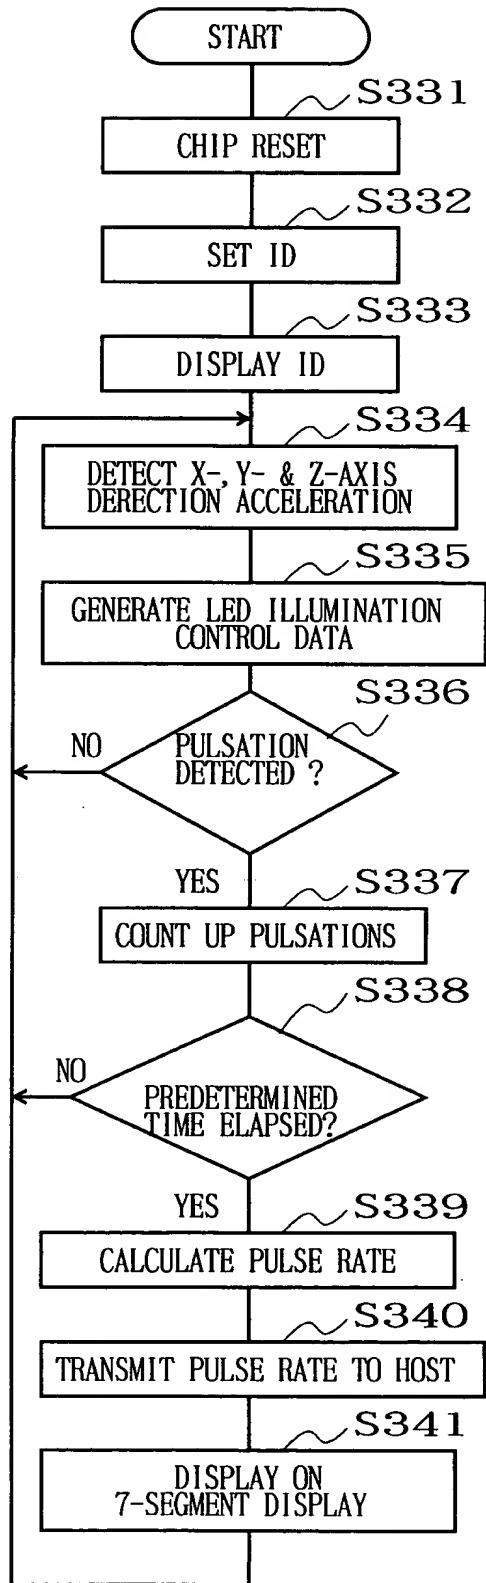 START
S331
CHIP RESET
S332
SET ID
S333
DISPLAY ID
S334
DETECT X-, Y- & Z-AXIS
DERECTION ACCELERATION
S335
GENERATE LED ILLUMINATION
CONTROL DATA
S336
NO
PULSATION
DETECTED ?
YES
S337
COUNT UP PULSATIONS
S338
NO
PREDETERMINED
TIME ELAPSED?
YES
S339
CALCULATE PULSE RATE
S340
TRANSMIT PULSE RATE TO HOST
S341
DISPLAY ON
7-SEGMENT DISPLAY